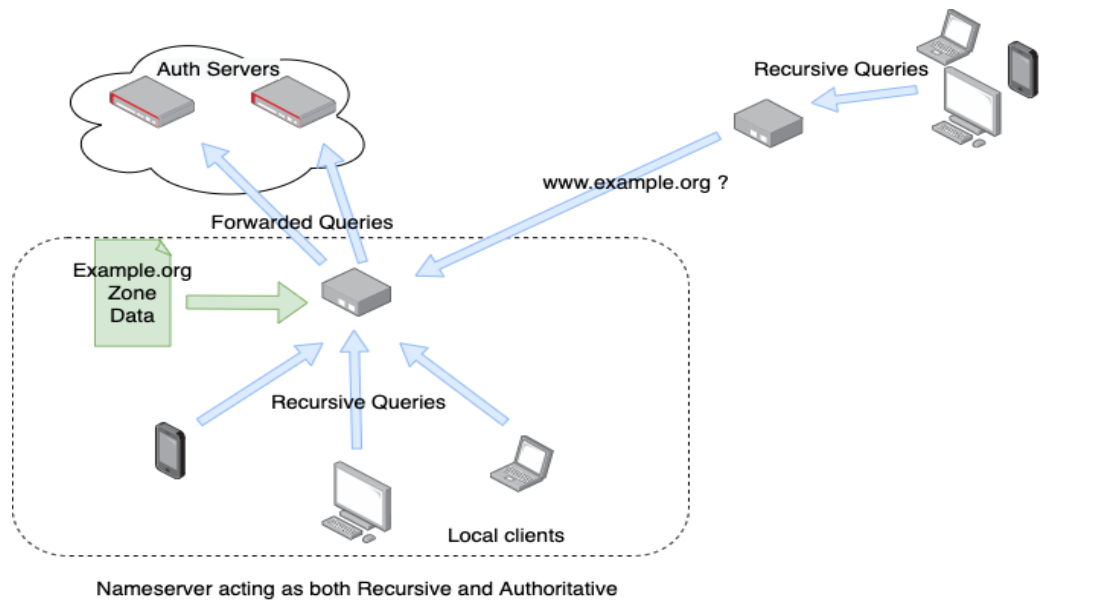 Auth Servers
Recursive Queries
www.example.org ?
Forwarded Queries
Example.org
Zone
Data
Recursive Queries
Local clients
Nameserver acting as both Recursive and Authoritative